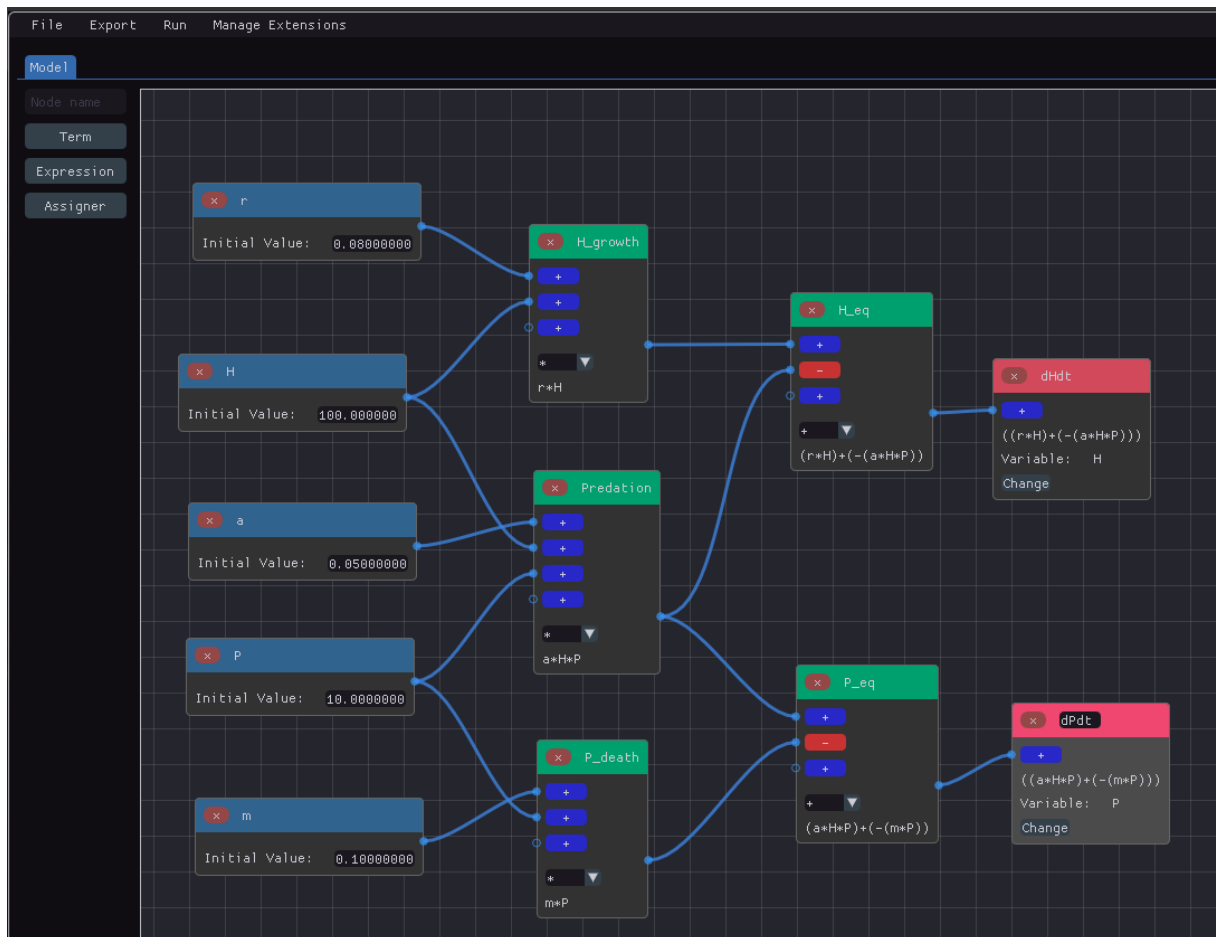 File Export Run Manage Extensions
Model
Node name
Term
Expression
Assigner
× r
Initial Value: 0.08000000
× H
Initial Value: 100.000000
× a
Initial Value: 0.05000000
× P
Initial Value: 10.0000000
× m
Initial Value: 0.10000000
× H_growth
+
+
+
* ▼
r*H
× Predation
+
+
+
+
* ▼
a*H*P
× P_death
+
+
+
* ▼
m*P
× H_eq
+
-
+
+ ▼
(r*H)+(-(a*H*P))
× P_eq
+
-
+
+ ▼
(a*H*P)+(-(m*P))
× dHdt
+
((r*H)+(-(a*H*P)))
Variable: H
Change
× dPdt
+
((a*H*P)+(-(m*P)))
Variable: P
Change